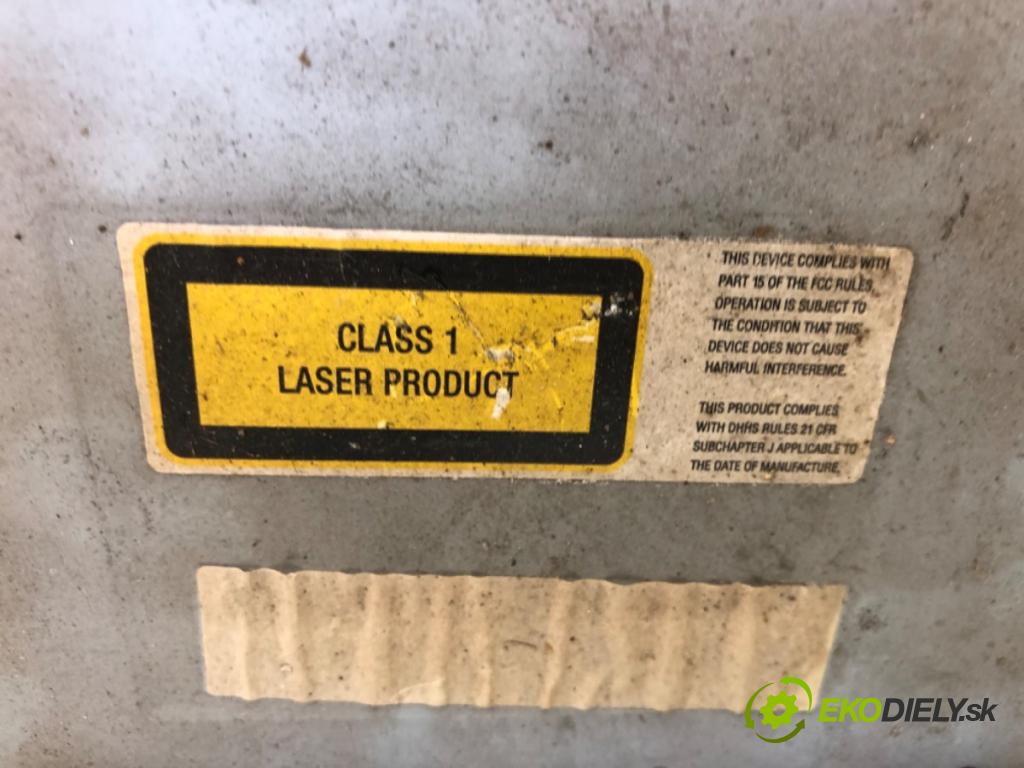 CLASS 1
LASER PRODUCT
THIS DEVICE COMPLIES WITH
PART 15 OF THE FCC RULES,
OPERATION IS SUBJECT TO
THE CONDITION THAT THIS
DEVICE DOES NOT CAUSE
HARMFUL INTERFERENCE.
THIS PRODUCT COMPLIES
WITH DHRS RULES 21 CFR
SUBCHAPTER J APPLICABLE TO
THE DATE OF MANUFACTURE.
EKODIELY.sk